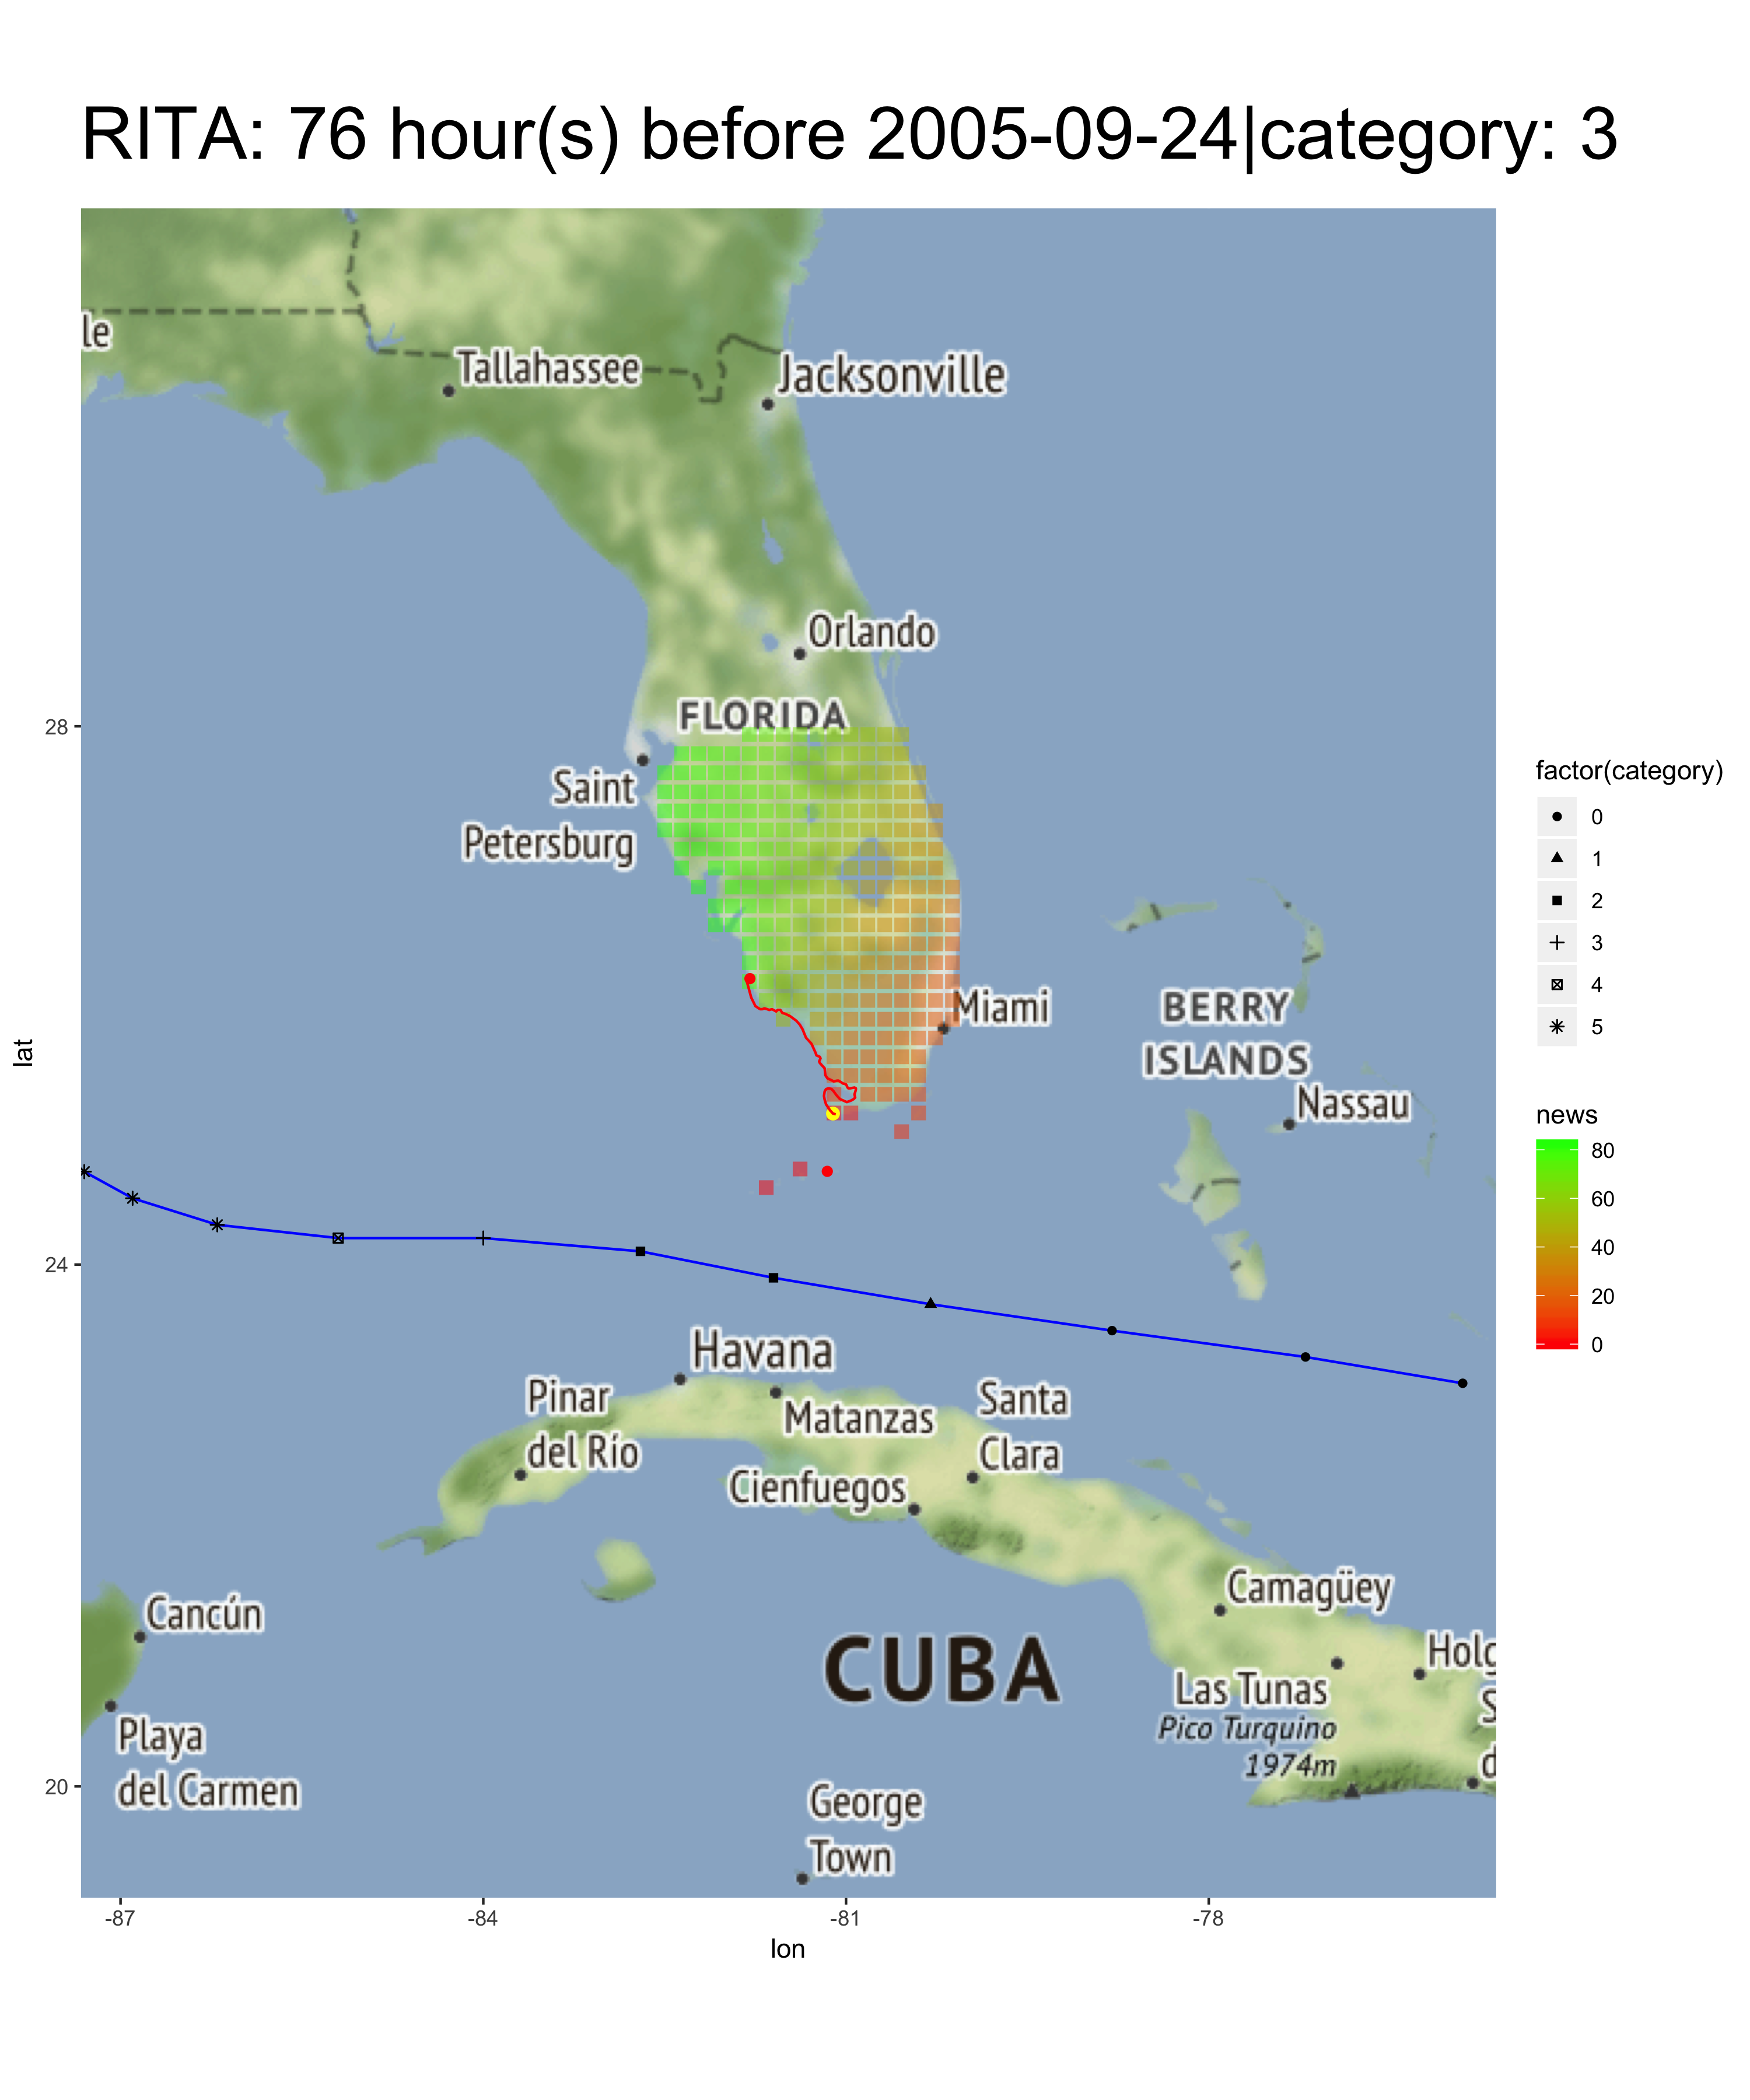 RITA: 76 hour(s) before 2005-09-24|category: 3
le
Tallahassee
Jacksonville
Orlando
FLORIDA
Saint
Petersburg
Miami
BERRY
ISLANDS
Nassau
Havana
Pinar
del Río
Matanzas
Santa
Clara
Cienfuegos
Camagüey
Cancún
CUBA
Holg
Las Tunas
S
Pico Turquino
1974m
d
Playa
del Carmen
George
Town
28
24
20
lat
-87
-84
-81
-78
lon
factor(category)
0
1
2
3
4
5
news
80
60
40
20
0